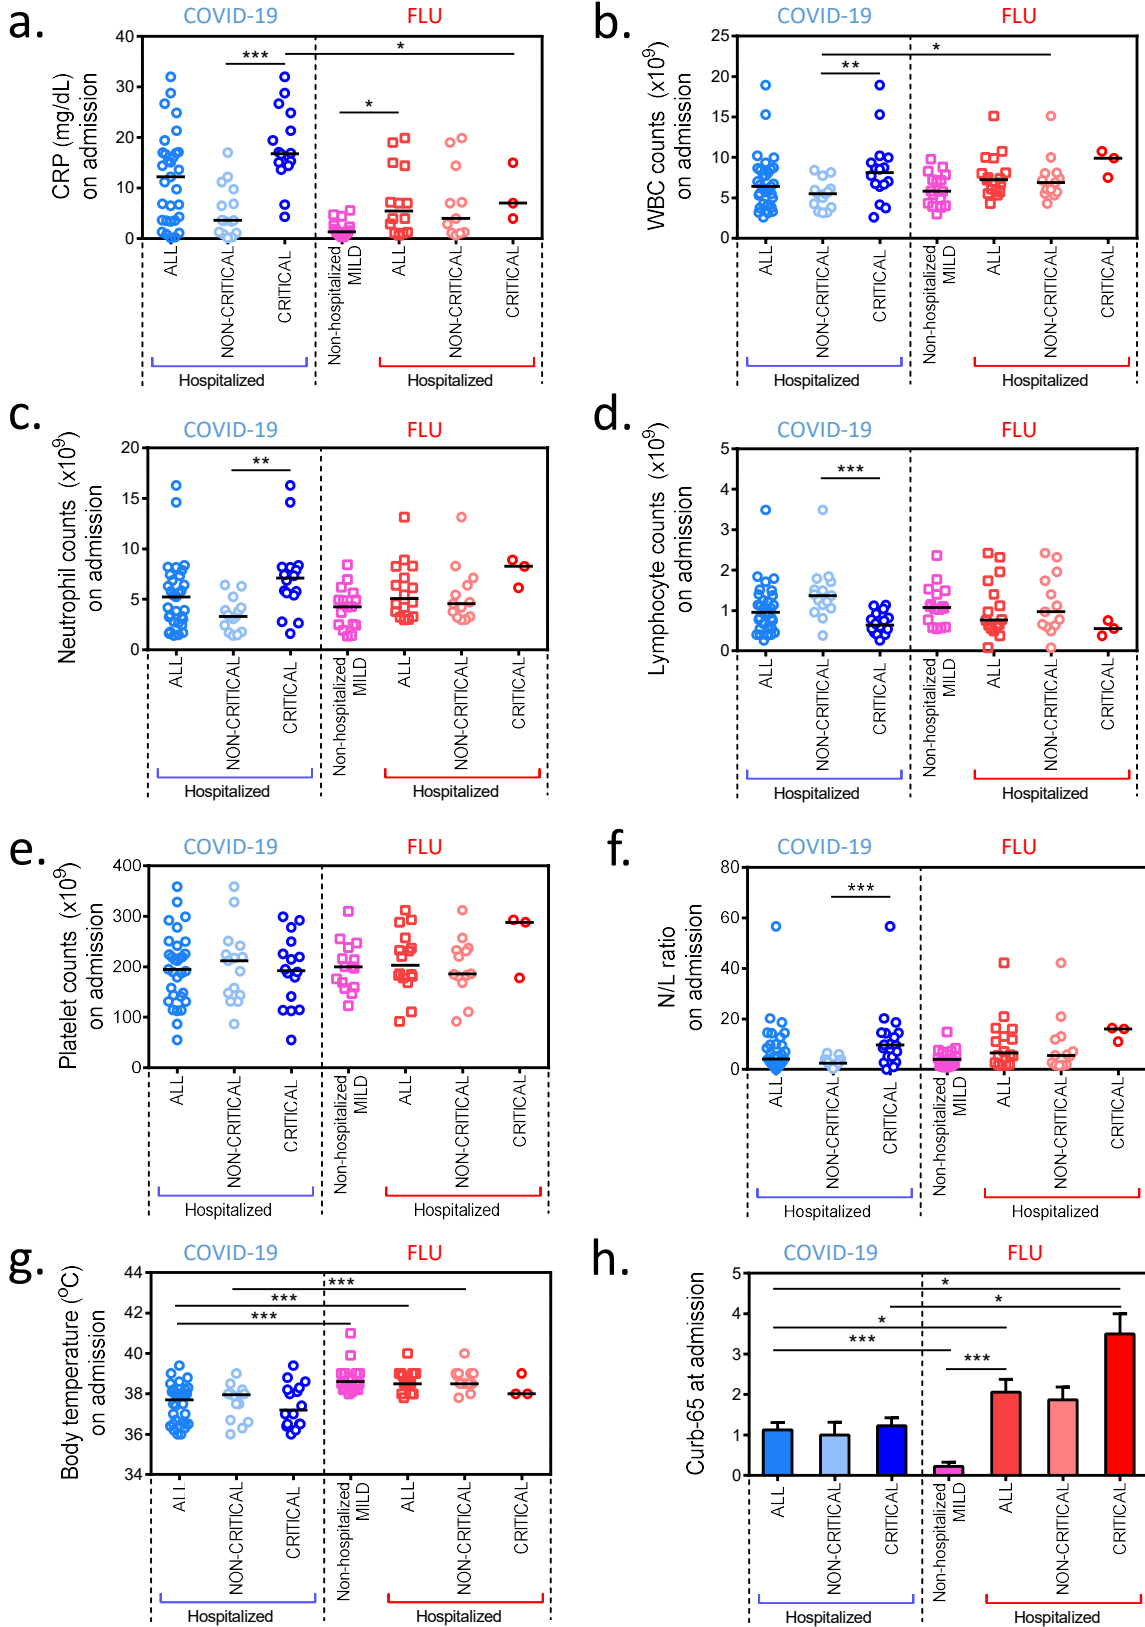 a.
COVID-19 FLU
CRP (mg/dL)
on admission
40
30
20
10
0
*** * *
ALL
NON-CRITICAL
CRITICAL
Non-hospitalized
MILD
ALL
NON-CRITICAL
CRITICAL
Hospitalized Hospitalized
b.
COVID-19 FLU
WBC counts (x10⁹)
on admission
25
20
15
10
5
0
** *
ALL
NON-CRITICAL
CRITICAL
Non-hospitalized
MILD
ALL
NON-CRITICAL
CRITICAL
Hospitalized Hospitalized
c.
COVID-19 FLU
Neutrophil counts (x10⁹)
on admission
20
15
10
5
0
**
ALL
NON-CRITICAL
CRITICAL
Non-hospitalized
MILD
ALL
NON-CRITICAL
CRITICAL
Hospitalized Hospitalized
d.
COVID-19 FLU
Lymphocyte counts (x10⁹)
on admission
5
4
3
2
1
0
***
ALL
NON-CRITICAL
CRITICAL
Non-hospitalized
MILD
ALL
NON-CRITICAL
CRITICAL
Hospitalized Hospitalized
e.
COVID-19 FLU
Platelet counts (x10⁹)
on admission
400
300
200
100
0
ALL
NON-CRITICAL
CRITICAL
Non-hospitalized
MILD
ALL
NON-CRITICAL
CRITICAL
Hospitalized Hospitalized
f.
COVID-19 FLU
N/L ratio
on admission
80
60
40
20
0
***
ALL
NON-CRITICAL
CRITICAL
Non-hospitalized
MILD
ALL
NON-CRITICAL
CRITICAL
Hospitalized Hospitalized
g.
COVID-19 FLU
Body temperature (ºC)
on admission
44
42
40
38
36
34
***
***
***
ALL
NON-CRITICAL
CRITICAL
Non-hospitalized
MILD
ALL
NON-CRITICAL
CRITICAL
Hospitalized Hospitalized
h.
COVID-19 FLU
Curb-65 at admission
5
4
3
2
1
0
*
*
*
***
***
ALL
NON-CRITICAL
CRITICAL
Non-hospitalized
MILD
ALL
NON-CRITICAL
CRITICAL
Hospitalized Hospitalized